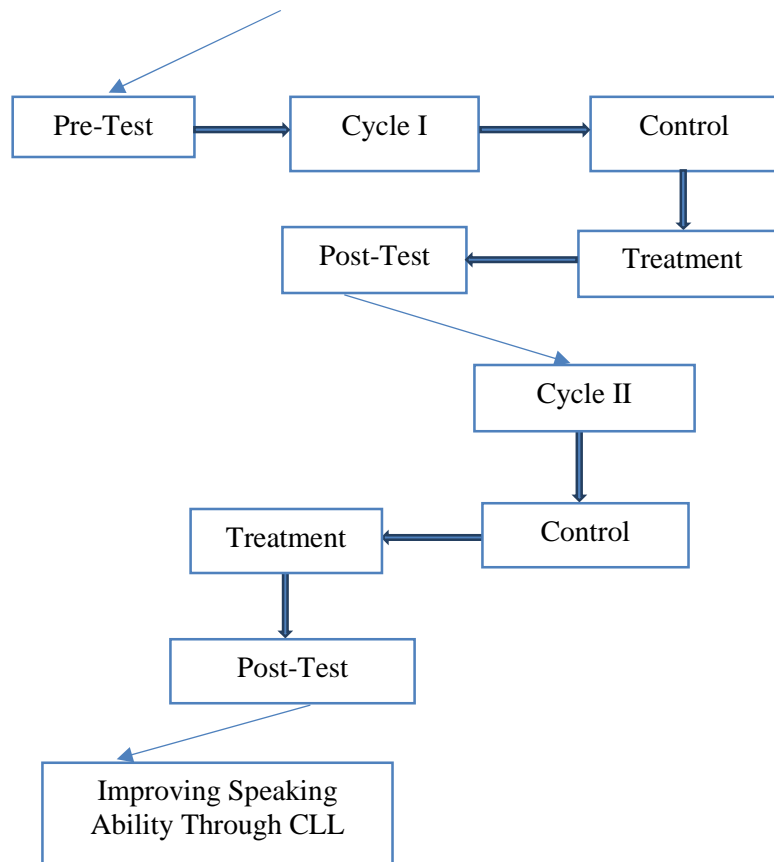 Pre-Test
Cycle I
Control
Treatment
Post-Test
Cycle II
Control
Treatment
Post-Test
Improving Speaking
Ability Through CLL